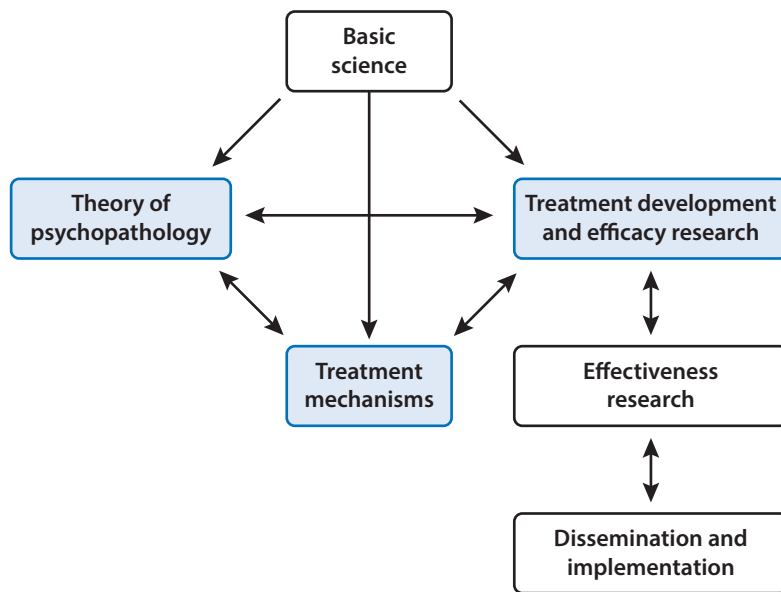 Basic
science
Theory of
psychopathology
Treatment development
and efficacy research
Treatment
mechanisms
Effectiveness
research
Dissemination and
implementation